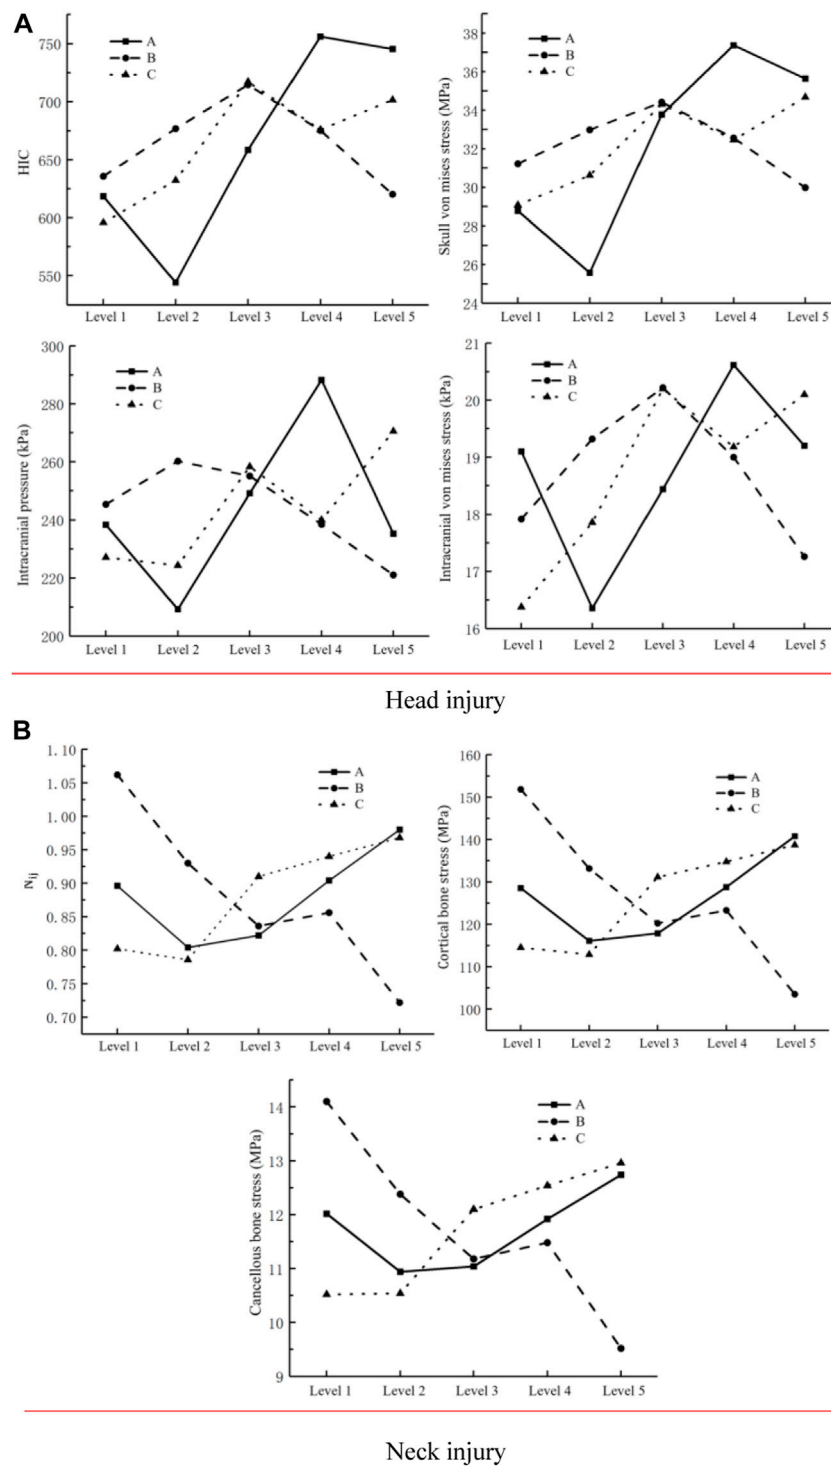 A
HIC
750
700
650
600
550
A
B
C
Level 1 Level 2 Level 3 Level 4 Level 5
Skull von mises stress (MPa)
38
36
34
32
30
28
26
24
A
B
C
Level 1 Level 2 Level 3 Level 4 Level 5
Intracranial pressure (kPa)
300
280
260
240
220
200
A
B
C
Level 1 Level 2 Level 3 Level 4 Level 5
Intracranial von mises stress (kPa)
21
20
19
18
17
16
A
B
C
Level 1 Level 2 Level 3 Level 4 Level 5
Head injury
B
Nij
1.10
1.05
1.00
0.95
0.90
0.85
0.80
0.75
0.70
A
B
C
Level 1 Level 2 Level 3 Level 4 Level 5
Cortical bone stress (MPa)
160
150
140
130
120
110
100
A
B
C
Level 1 Level 2 Level 3 Level 4 Level 5
Cancellous bone stress (MPa)
14
13
12
11
10
9
A
B
C
Level 1 Level 2 Level 3 Level 4 Level 5
Neck injury